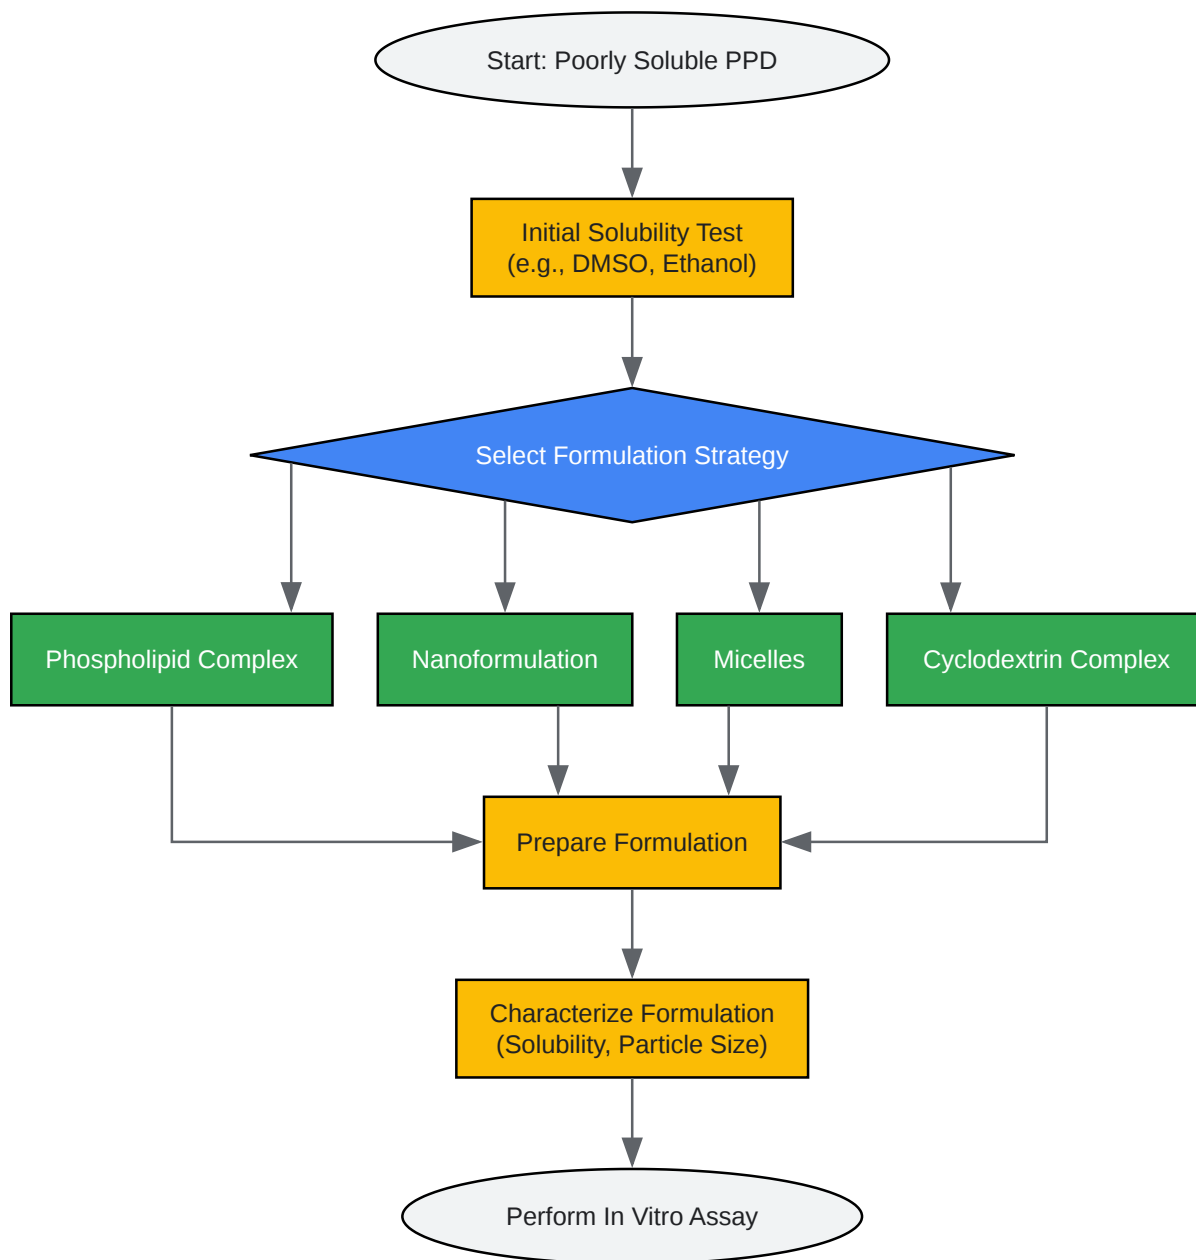 Start: Poorly Soluble PPD
Initial Solubility Test
(e.g., DMSO, Ethanol)
Select Formulation Strategy
Phospholipid Complex
Nanoformulation
Micelles
Cyclodextrin Complex
Prepare Formulation
Characterize Formulation
(Solubility, Particle Size)
Perform In Vitro Assay